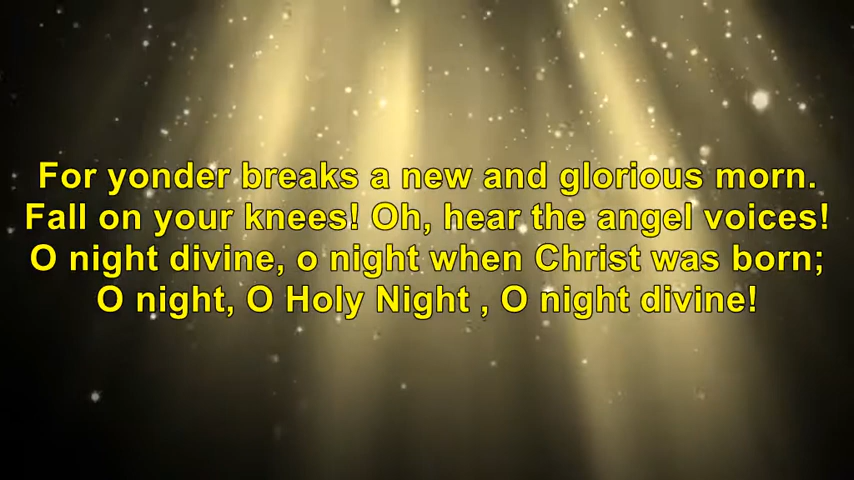 For yonder breaks a new and glorious morn.
Fall on your knees! Oh, hear the angel voices!
O night divine, o night when Christ was born;
O night, O Holy Night , O night divine!